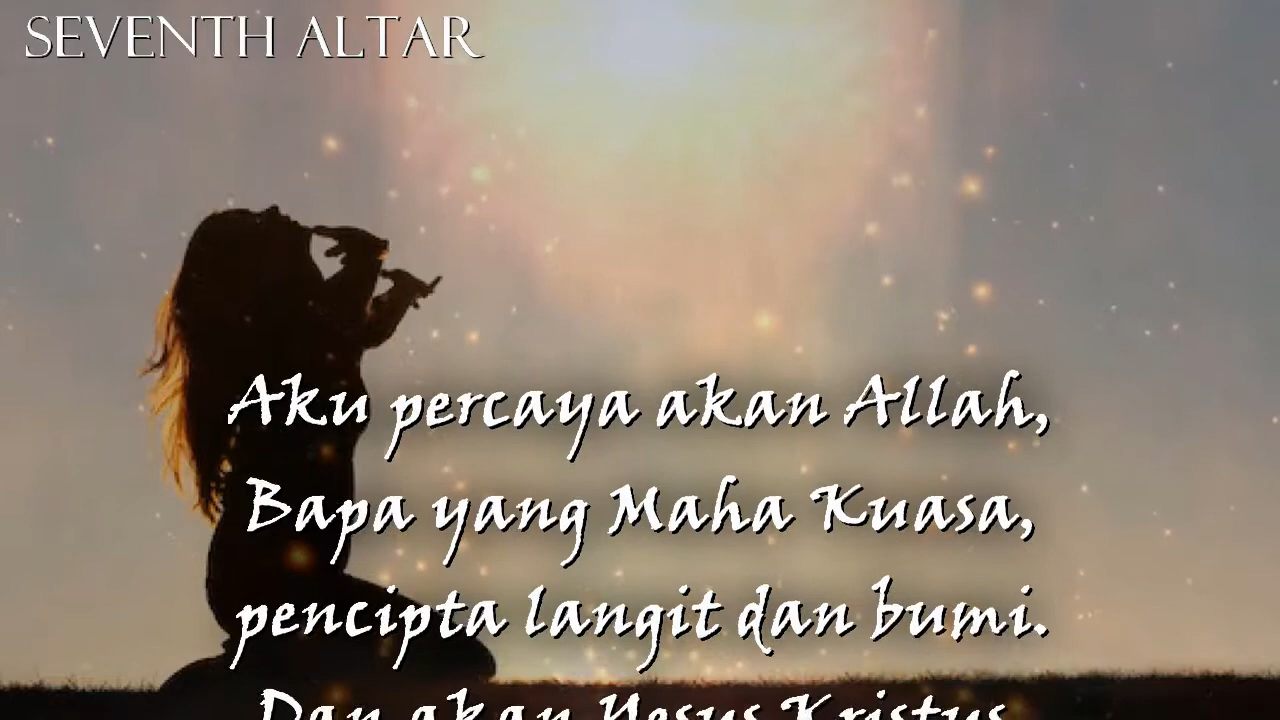 SEVENTH ALTAR
Aku percaya akan Allah,
Bapa yang Maha Kuasa,
pencipta langit dan bumi.
Dan akan Yesus Kristus,